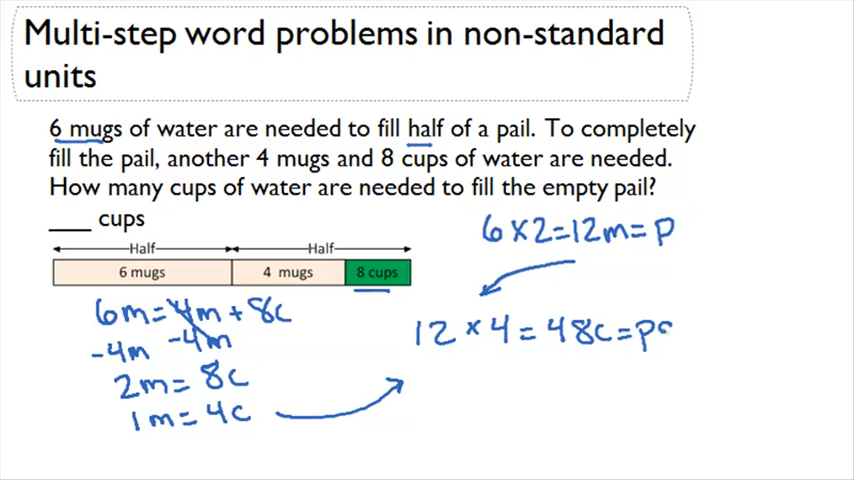 Multi-step word problems in non-standard
units
6 mugs of water are needed to fill half of a pail. To completely
fill the pail, another 4 mugs and 8 cups of water are needed.
How many cups of water are needed to fill the empty pail?
____ cups
Half Half
6 mugs 4 mugs 8 cups
6m = 4m + 8c
-4m -4m
2m = 8c
1m = 4c
6 x 2 = 12m = p
12 x 4 = 48c = pa